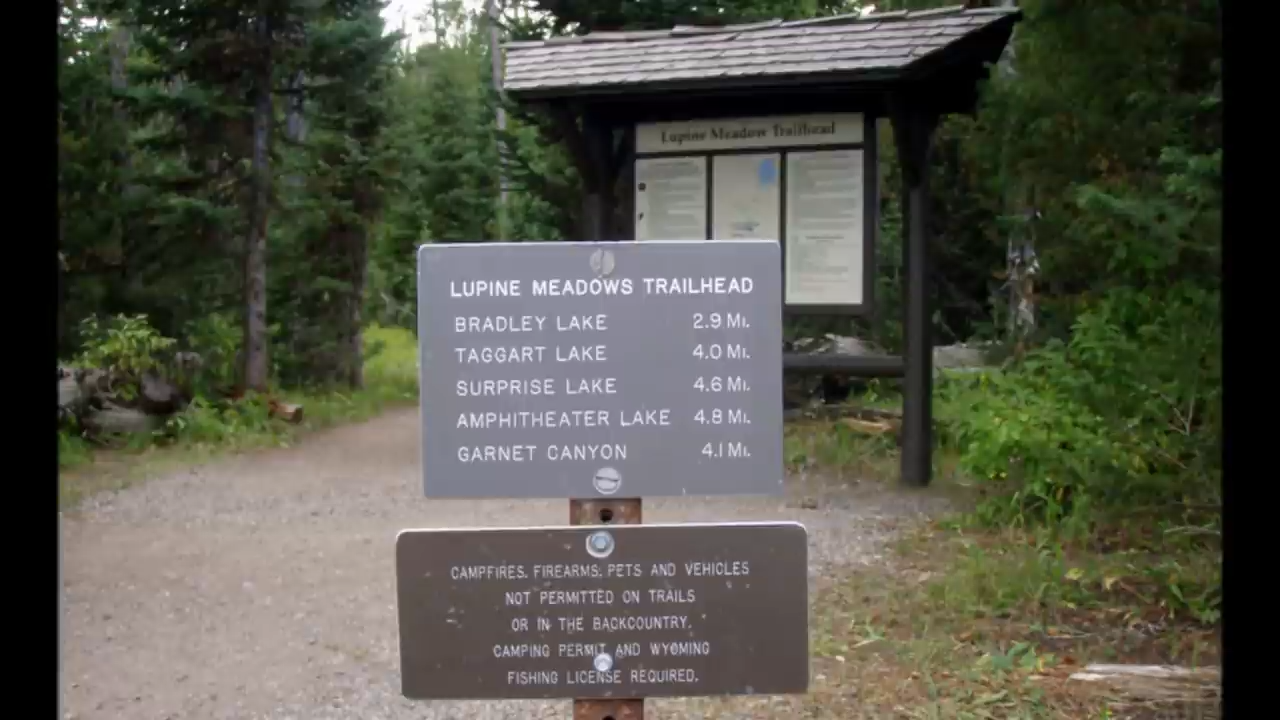 Lupine Meadow Trailhead
LUPINE MEADOWS TRAILHEAD
BRADLEY LAKE 2.9 MI.
TAGGART LAKE 4.0 MI.
SURPRISE LAKE 4.6 MI.
AMPHITHEATER LAKE 4.8 MI.
GARNET CANYON 4.1 MI.
CAMPFIRES, FIREARMS, PETS AND VEHICLES
NOT PERMITTED ON TRAILS
OR IN THE BACKCOUNTRY.
CAMPING PERMIT AND WYOMING
FISHING LICENSE REQUIRED.